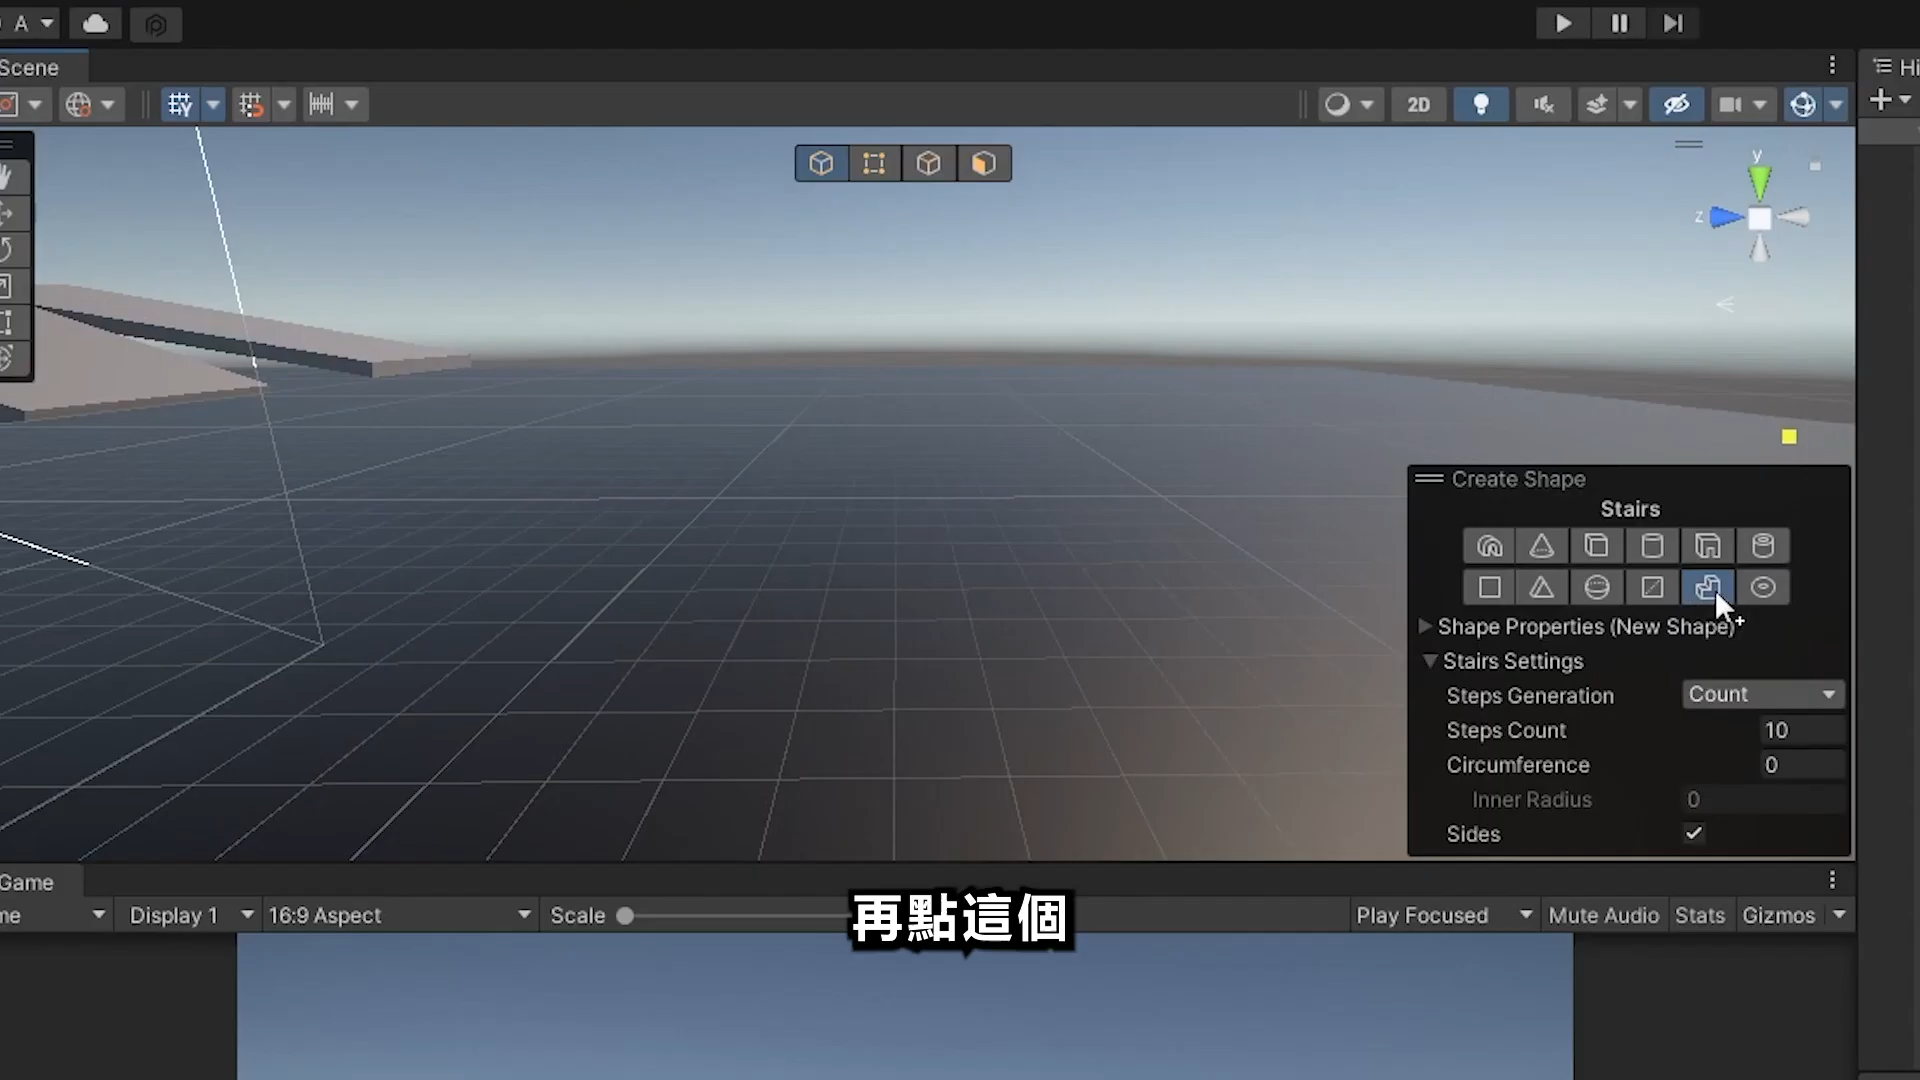 A
Scene
Hi
2D
y
z
Create Shape
Stairs
Shape Properties (New Shape)
Stairs Settings
Steps Generation Count
Steps Count 10
Circumference 0
Inner Radius 0
Sides
Game
me Display 1 16:9 Aspect Scale Play Focused Mute Audio Stats Gizmos
再點這個